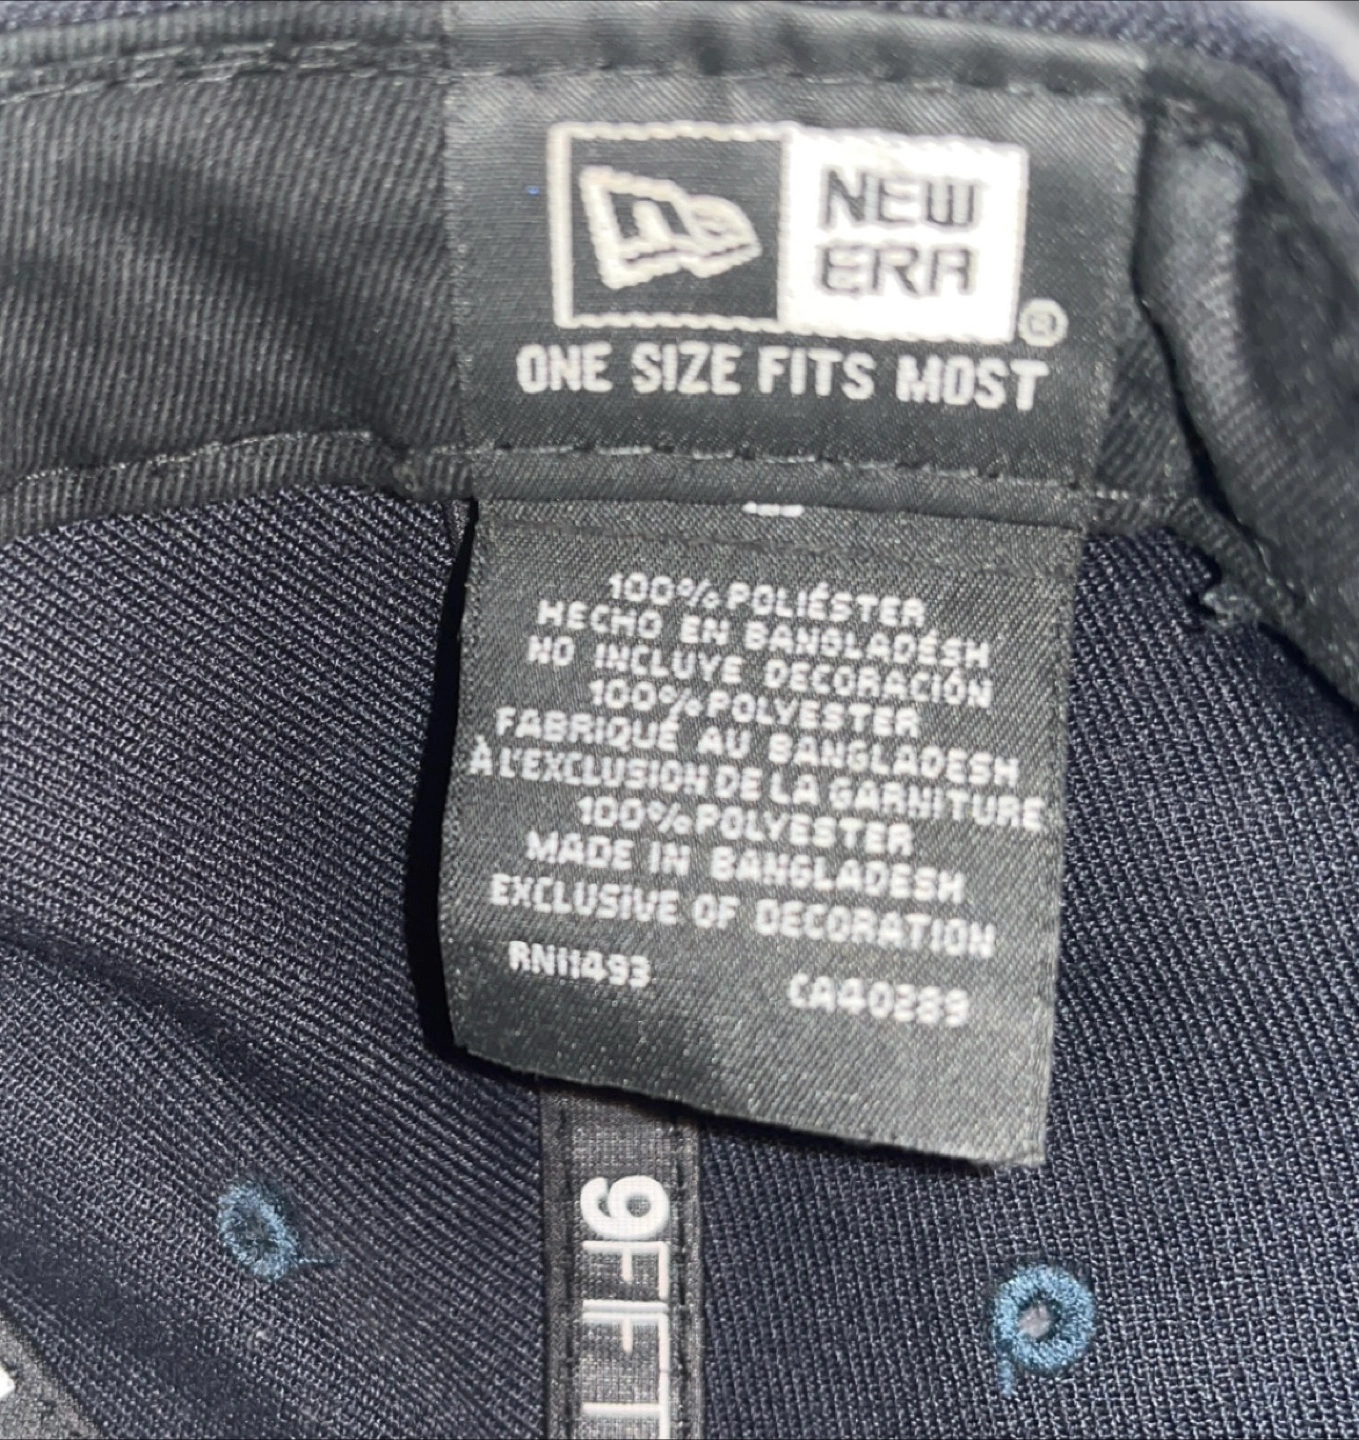 NEW
ERA
®
ONE SIZE FITS MOST
100% POLIÉSTER
HECHO EN BANGLADÉSH
NO INCLUYE DECORACIÓN
100% POLYESTER
FABRIQUÉ AU BANGLADESH
À L'EXCLUSION DE LA GARNITURE
100% POLYESTER
MADE IN BANGLADESH
EXCLUSIVE OF DECORATION
RN11493 CA40289
9FIFT